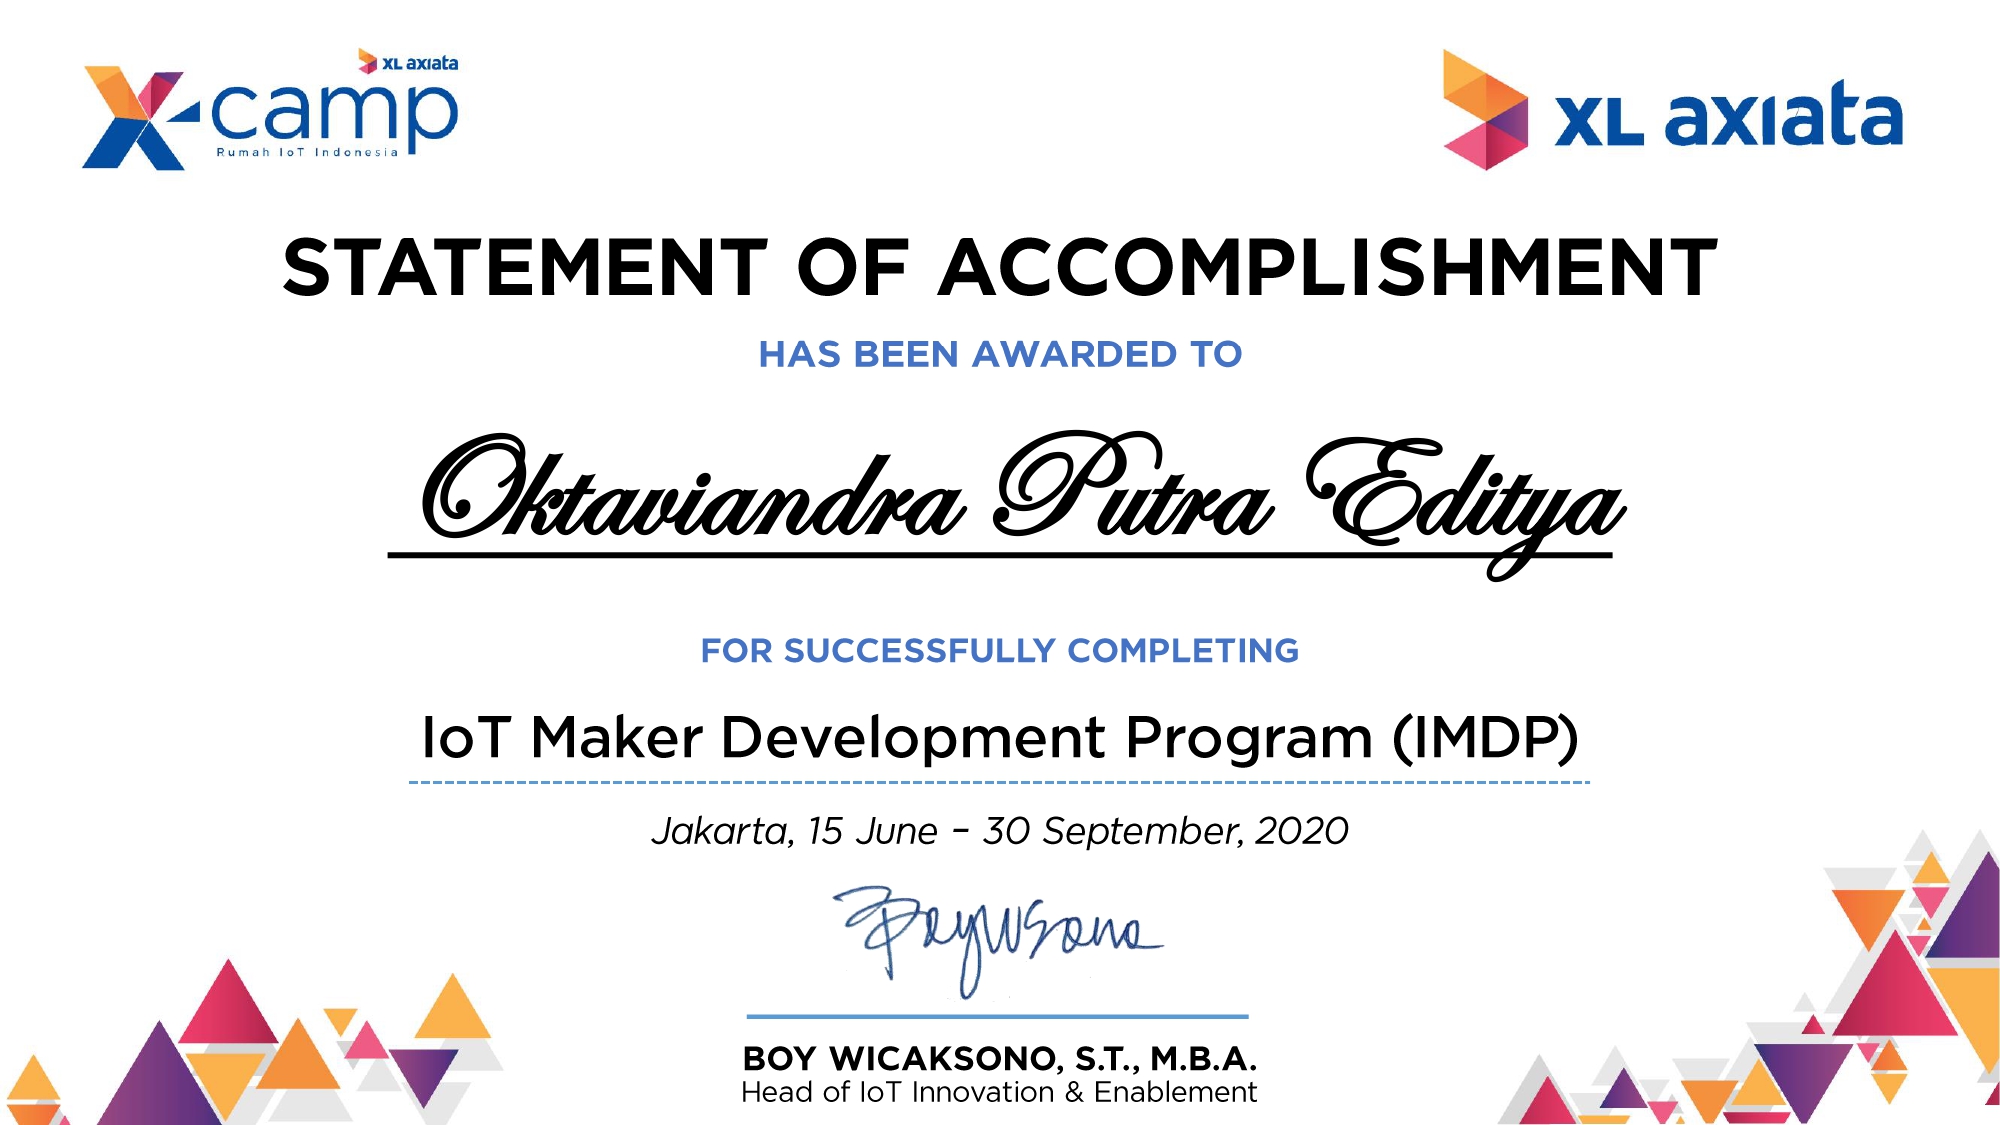 XL axiata
X-camp
Rumah IoT Indonesia
XL axiata
STATEMENT OF ACCOMPLISHMENT
HAS BEEN AWARDED TO
Oktaviandra Putra Editya
FOR SUCCESSFULLY COMPLETING
IoT Maker Development Program (IMDP)
Jakarta, 15 June – 30 September, 2020
BOY WICAKSONO, S.T., M.B.A.
Head of IoT Innovation & Enablement